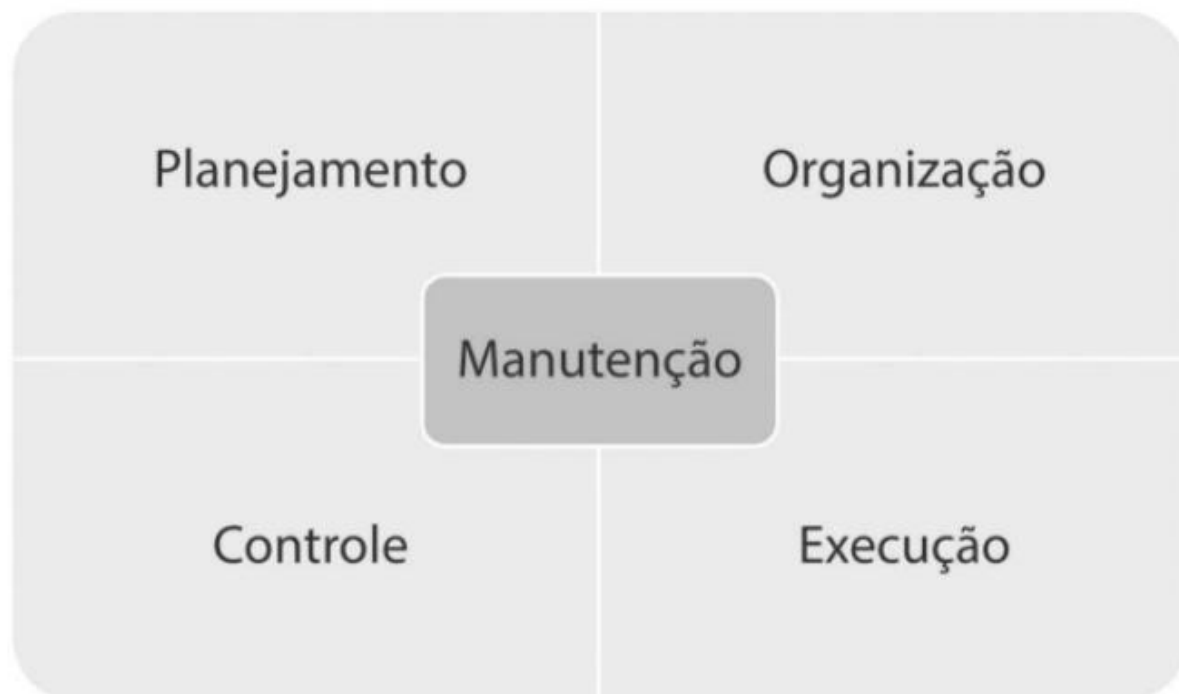 Planejamento
Organização
Manutenção
Controle
Execução